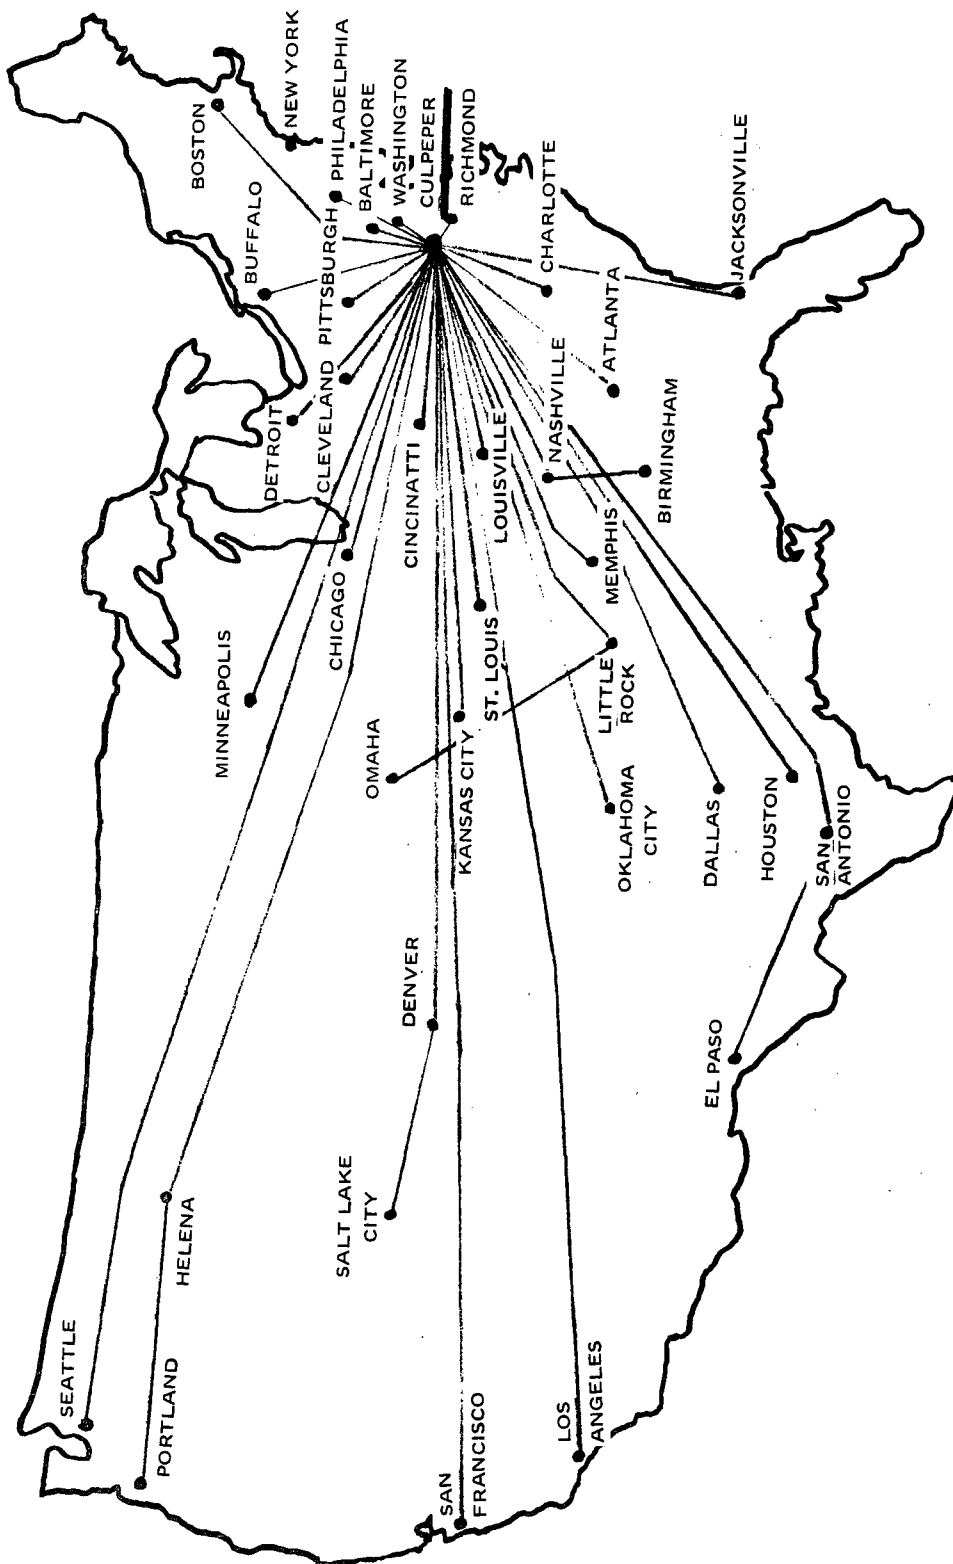 SEATTLE
PORTLAND
HELENA
SAN
FRANCISCO
LOS
ANGELES
SALT LAKE
CITY
DENVER
EL PASO
MINNEAPOLIS
OMAHA
KANSAS CITY
OKLAHOMA
CITY
DALLAS
HOUSTON
SAN
ANTONIO
CHICAGO
ST. LOUIS
LITTLE
ROCK
MEMPHIS
DETROIT
CLEVELAND
CINCINATTI
LOUISVILLE
NASHVILLE
BIRMINGHAM
ATLANTA
BUFFALO
PITTSBURGH
BOSTON
NEW YORK
PHILADELPHIA
BALTIMORE
WASHINGTON
CULPEPER
RICHMOND
CHARLOTTE
JACKSONVILLE